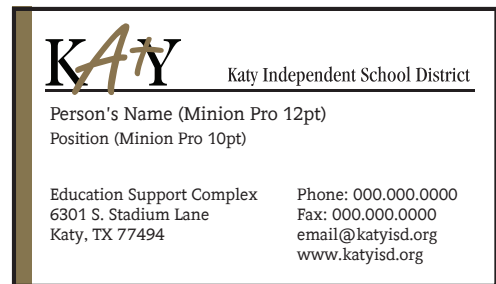 KAtY
Katy Independent School District
Person's Name (Minion Pro 12pt)
Position (Minion Pro 10pt)
Education Support Complex
6301 S. Stadium Lane
Katy, TX 77494
Phone: 000.000.0000
Fax: 000.000.0000
email@katyisd.org
www.katyisd.org